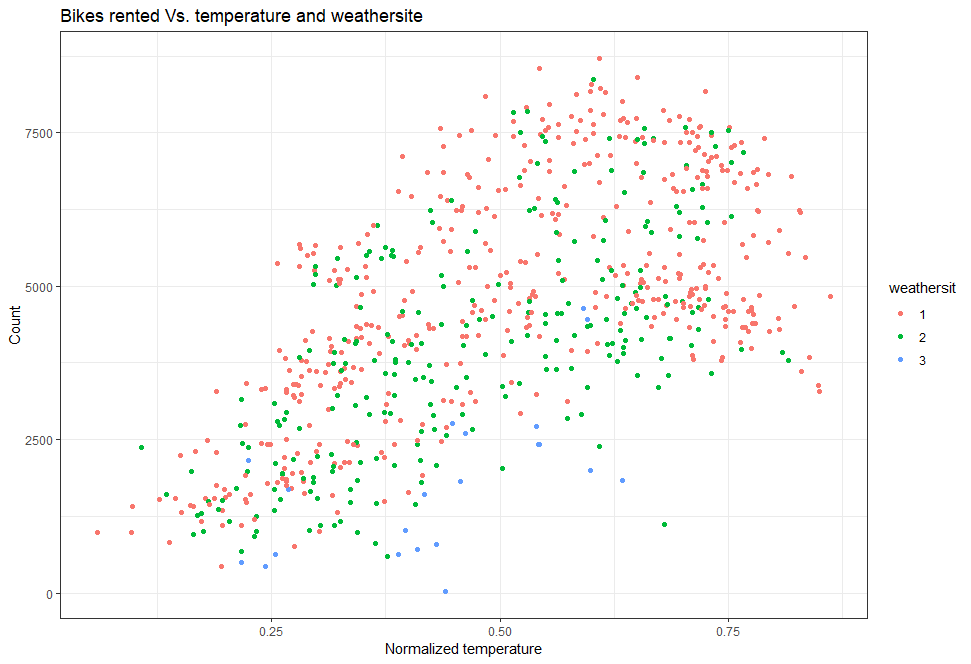 Bikes rented Vs. temperature and weathersite
Count
7500
5000
2500
0
0.25
0.50
0.75
Normalized temperature
weathersit
1
2
3